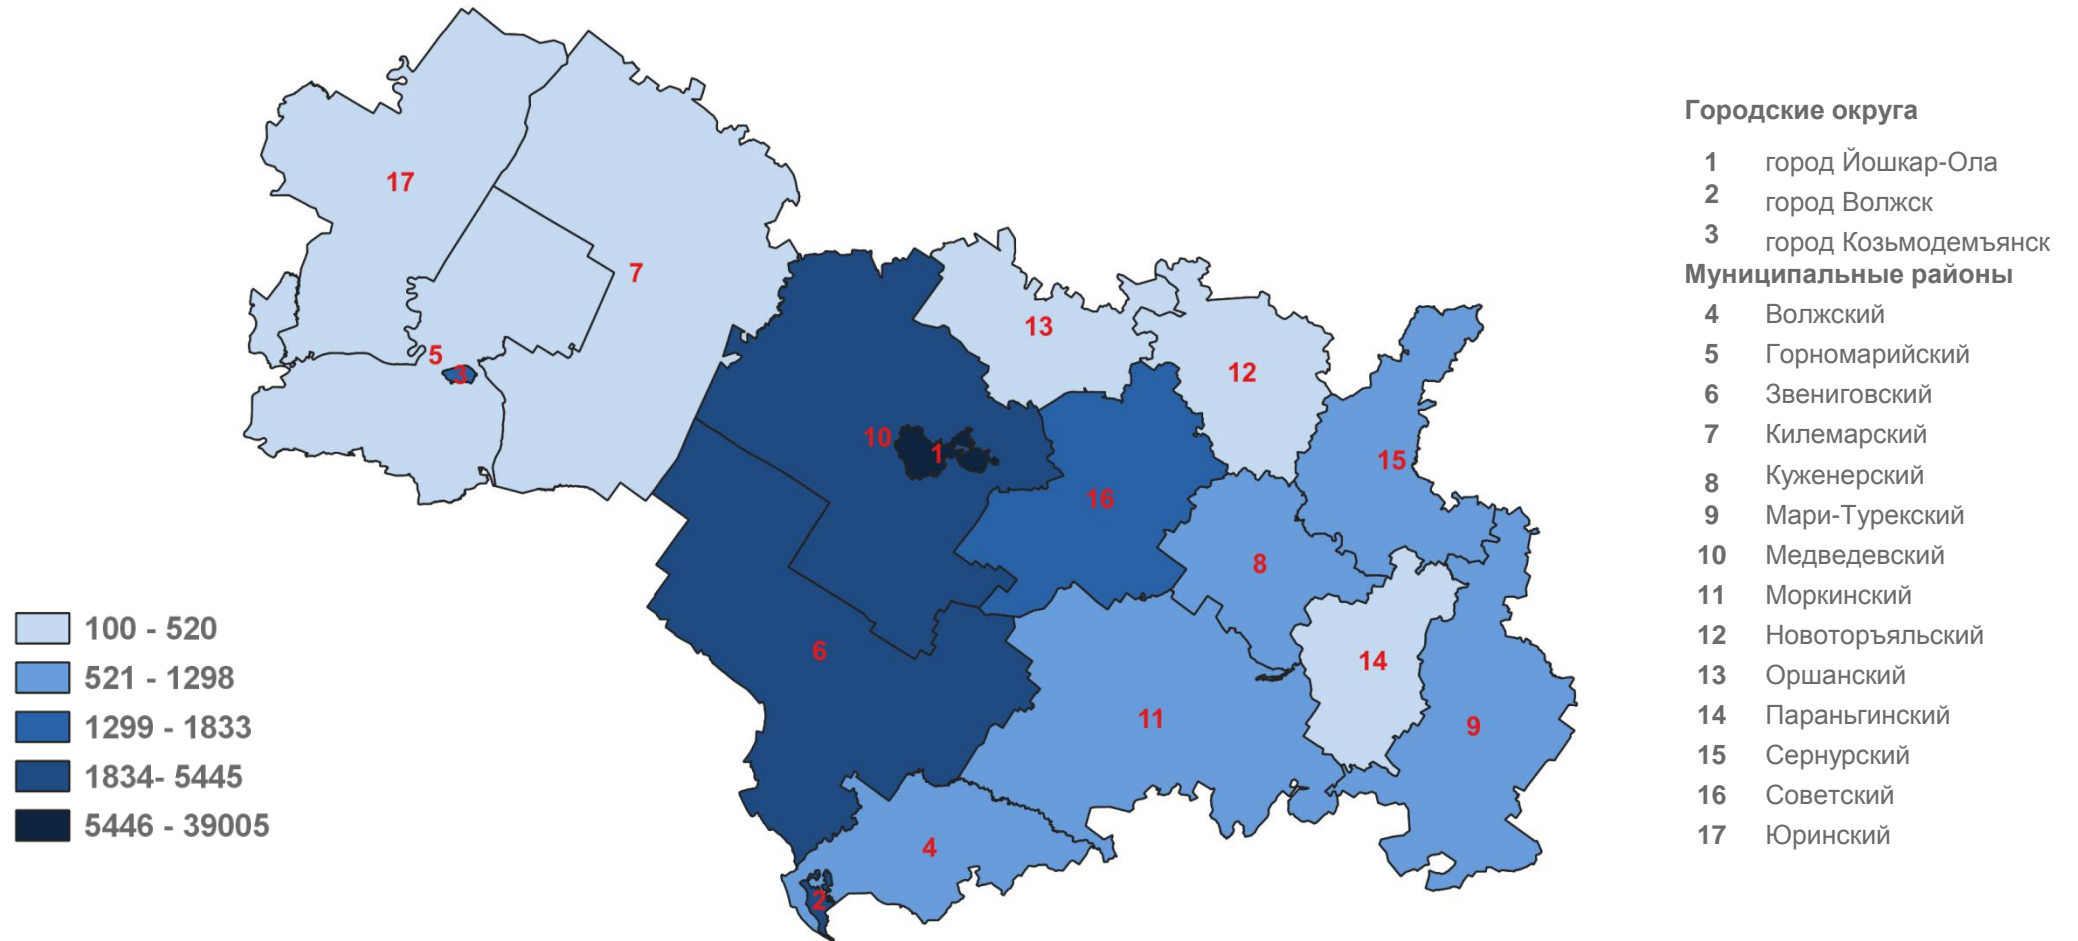 Городские округа
1 город Йошкар-Ола
2 город Волжск
3 город Козьмодемъянск
Муниципальные районы
4 Волжский
5 Горномарийский
6 Звениговский
7 Килемарский
8 Куженерский
9 Мари-Турекский
10 Медведевский
11 Моркинский
12 Новоторъяльский
13 Оршанский
14 Параньгинский
15 Сернурский
16 Советский
17 Юринский
17
7
5
3
13
12
10
1
15
16
8
6
14
11
9
4
2
100 - 520
521 - 1298
1299 - 1833
1834- 5445
5446 - 39005